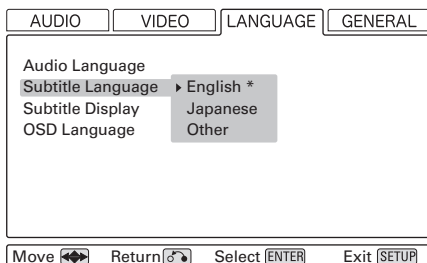 AUDIO VIDEO LANGUAGE GENERAL
Audio Language
Subtitle Language English *
Subtitle Display Japanese
OSD Language Other
Move Return Select ENTER Exit SETUP